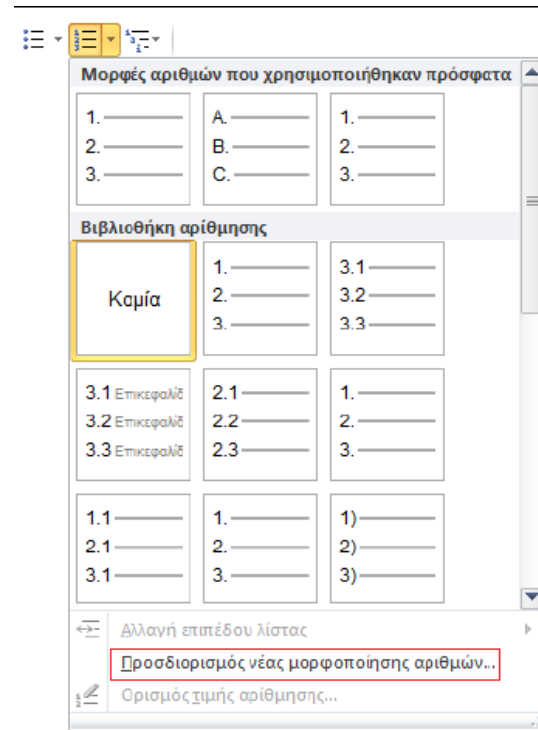 Μορφές αριθμών που χρησιμοποιήθηκαν πρόσφατα
1. A. 1.
2. B. 2.
3. C. 3.
Βιβλιοθήκη αρίθμησης
Καμία
1. 3.1
2. 3.2
3. 3.3
3.1 Επικεφαλίδ 2.1 1.
3.2 Επικεφαλίδ 2.2 2.
3.3 Επικεφαλίδ 2.3 3.
1.1 1. 1)
2.1 2. 2)
3.1 3. 3)
Αλλαγή επιπέδου λίστας
Προσδιορισμός νέας μορφοποίησης αριθμών...
Ορισμός τιμής αρίθμησης...